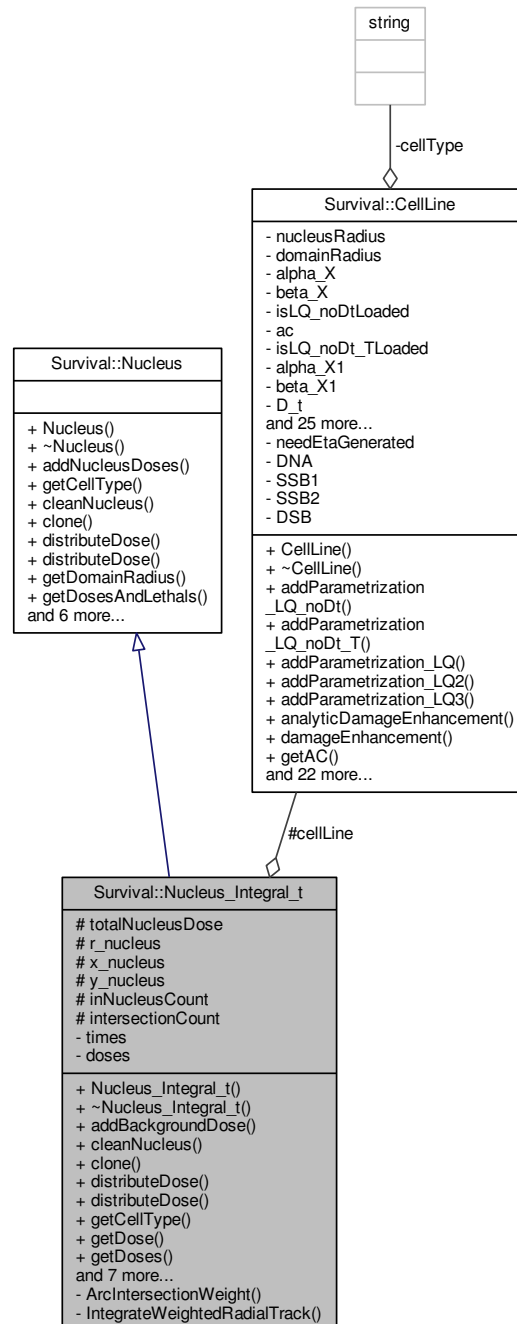 string
-cellType
Survival::CellLine
- nucleusRadius
- domainRadius
- alpha_X
- beta_X
- isLQ_noDtLoaded
- ac
- isLQ_noDt_TLoaded
- alpha_X1
- beta_X1
- D_t
and 25 more...
- needEtaGenerated
- DNA
- SSB1
- SSB2
- DSB
+ CellLine()
+ ~CellLine()
+ addParametrization
_LQ_noDt()
+ addParametrization
_LQ_noDt_T()
+ addParametrization_LQ()
+ addParametrization_LQ2()
+ addParametrization_LQ3()
+ analyticDamageEnhancement()
+ damageEnhancement()
+ getAC()
and 22 more...
Survival::Nucleus
+ Nucleus()
+ ~Nucleus()
+ addNucleusDoses()
+ getCellType()
+ cleanNucleus()
+ clone()
+ distributeDose()
+ distributeDose()
+ getDomainRadius()
+ getDosesAndLethals()
and 6 more...
#cellLine
Survival::Nucleus_Integral_t
# totalNucleusDose
# r_nucleus
# x_nucleus
# y_nucleus
# inNucleusCount
# intersectionCount
- times
- doses
+ Nucleus_Integral_t()
+ ~Nucleus_Integral_t()
+ addBackgroundDose()
+ cleanNucleus()
+ clone()
+ distributeDose()
+ distributeDose()
+ getCellType()
+ getDose()
+ getDoses()
and 7 more...
- ArcIntersectionWeight()
- IntegrateWeightedRadialTrack()